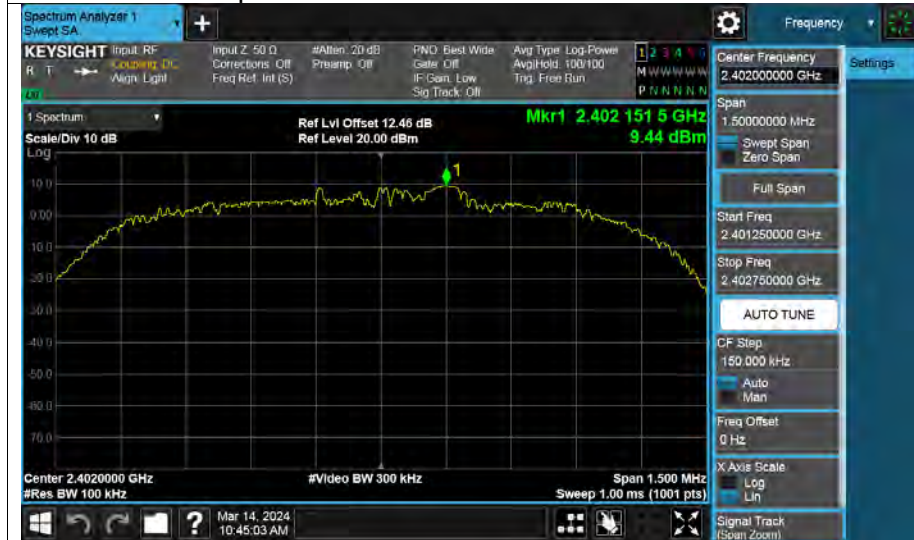 Spectrum Analyzer 1
Swept SA
+
Frequency
KEYSIGHT
R T
Input: RF
Coupling: DC
Align: Light
Input Z: 50 Ω
Corrections: Off
Freq Ref: Int (S)
#Atten: 20 dB
Preamp: Off
PNO: Best Wide
Gate: Off
IF Gain: Low
Sig Track: Off
Avg Type: Log-Power
Avg|Hold: 100/100
Trig: Free Run
1 2 3 4 5 6
M W W W W W
P N N N N N
1 Spectrum
Scale/Div 10 dB
Log
Ref Lvl Offset 12.46 dB
Ref Level 20.00 dBm
Mkr1 2.402 151 5 GHz
9.44 dBm
1
10.0
0.00
-10.0
-20.0
-30.0
-40.0
-50.0
-60.0
-70.0
Center 2.4020000 GHz
#Res BW 100 kHz
#Video BW 300 kHz
Span 1.500 MHz
Sweep 1.00 ms (1001 pts)
?
Mar 14, 2024
10:45:03 AM
Center Frequency
2.402000000 GHz
Settings
Span
1.50000000 MHz
Swept Span
Zero Span
Full Span
Start Freq
2.401250000 GHz
Stop Freq
2.402750000 GHz
AUTO TUNE
CF Step
150.000 kHz
Auto
Man
Freq Offset
0 Hz
X Axis Scale
Log
Lin
Signal Track
(Span Zoom)